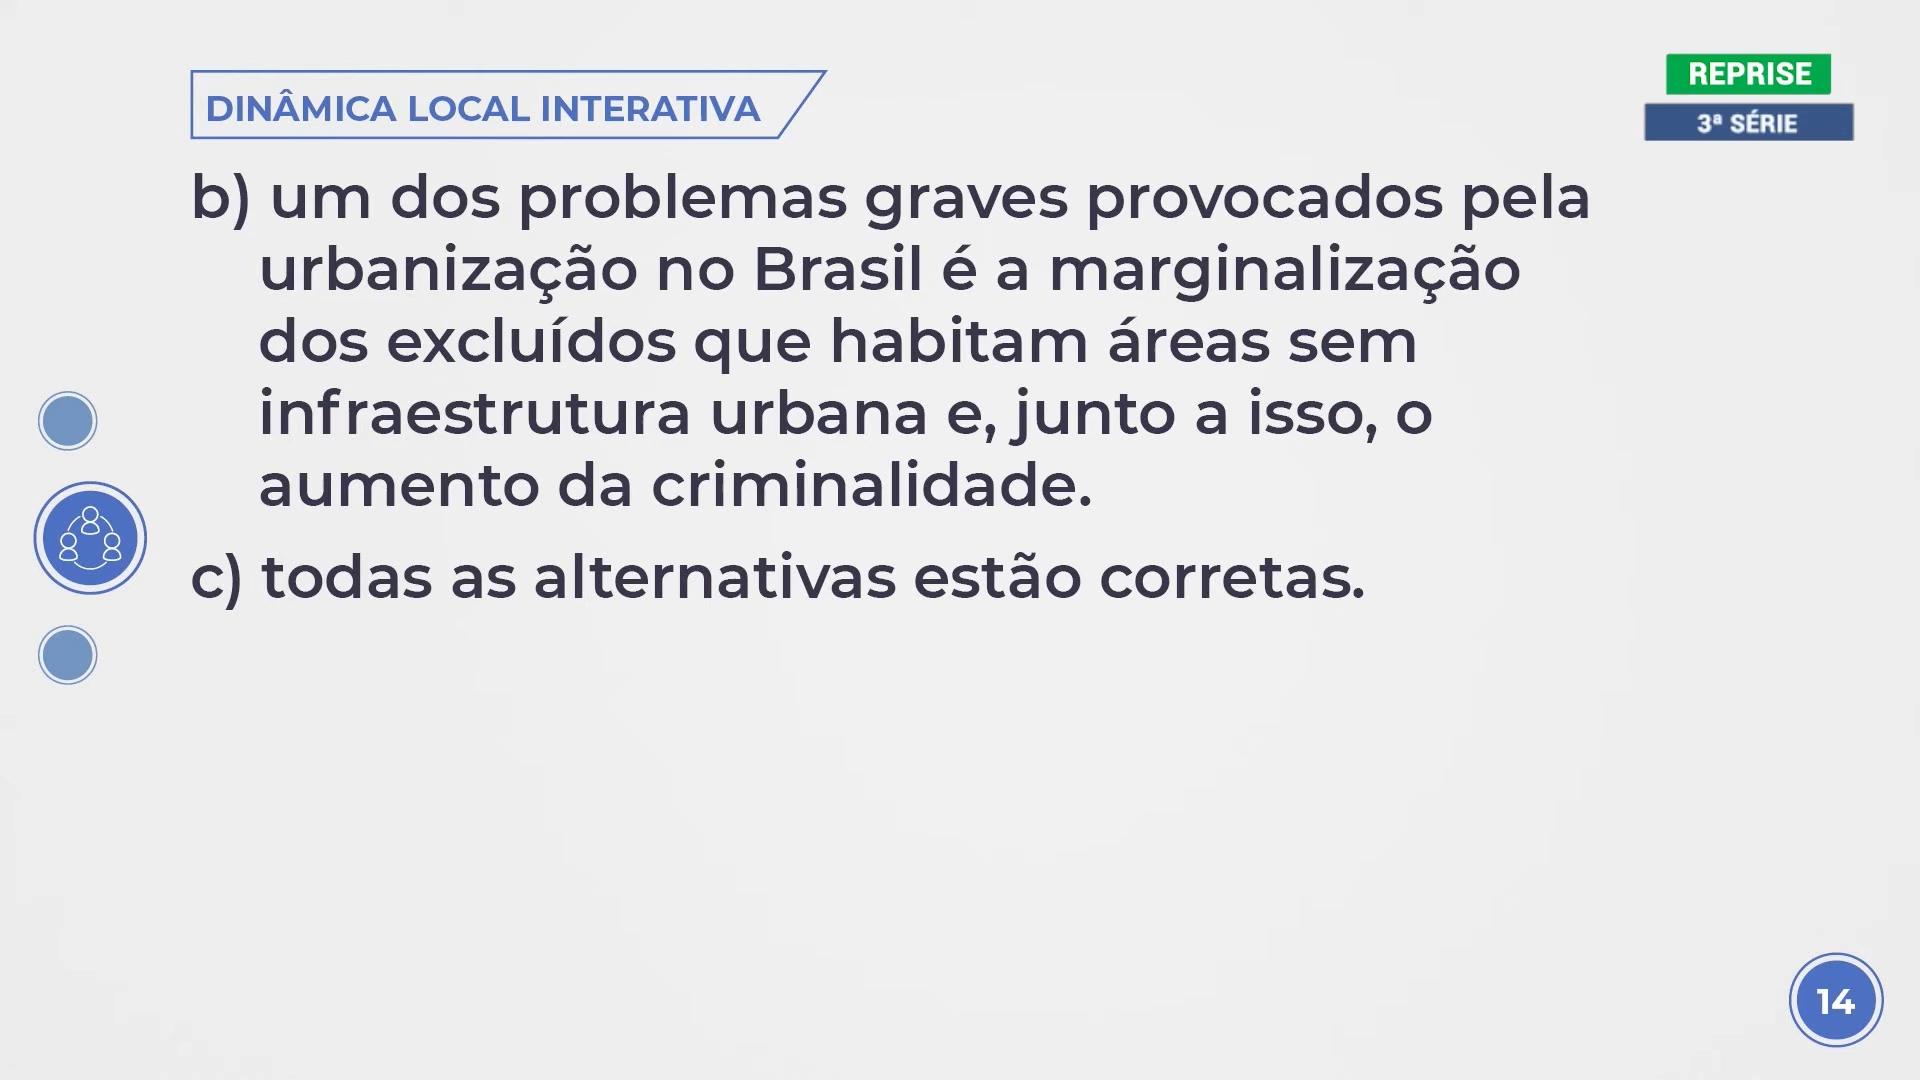 DINÂMICA LOCAL INTERATIVA
REPRISE
3ª SÉRIE
b) um dos problemas graves provocados pela
urbanização no Brasil é a marginalização
dos excluídos que habitam áreas sem
infraestrutura urbana e, junto a isso, o
aumento da criminalidade.
c) todas as alternativas estão corretas.
14